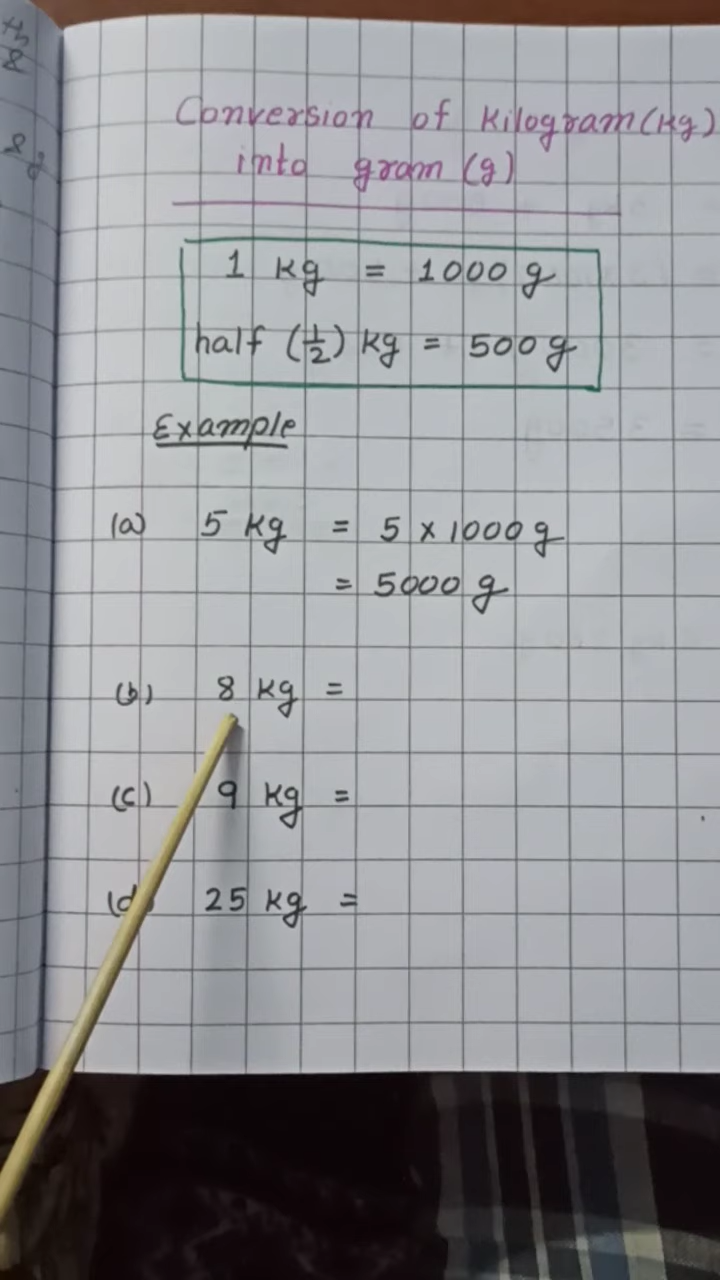 Conversion of Kilogram (Kg)
into gram (g)
1 Kg = 1000 g
half (1/2) Kg = 500 g
Example
(a) 5 Kg = 5 × 1000 g
= 5000 g
(b) 8 Kg =
(c) 9 Kg =
(d) 25 Kg =